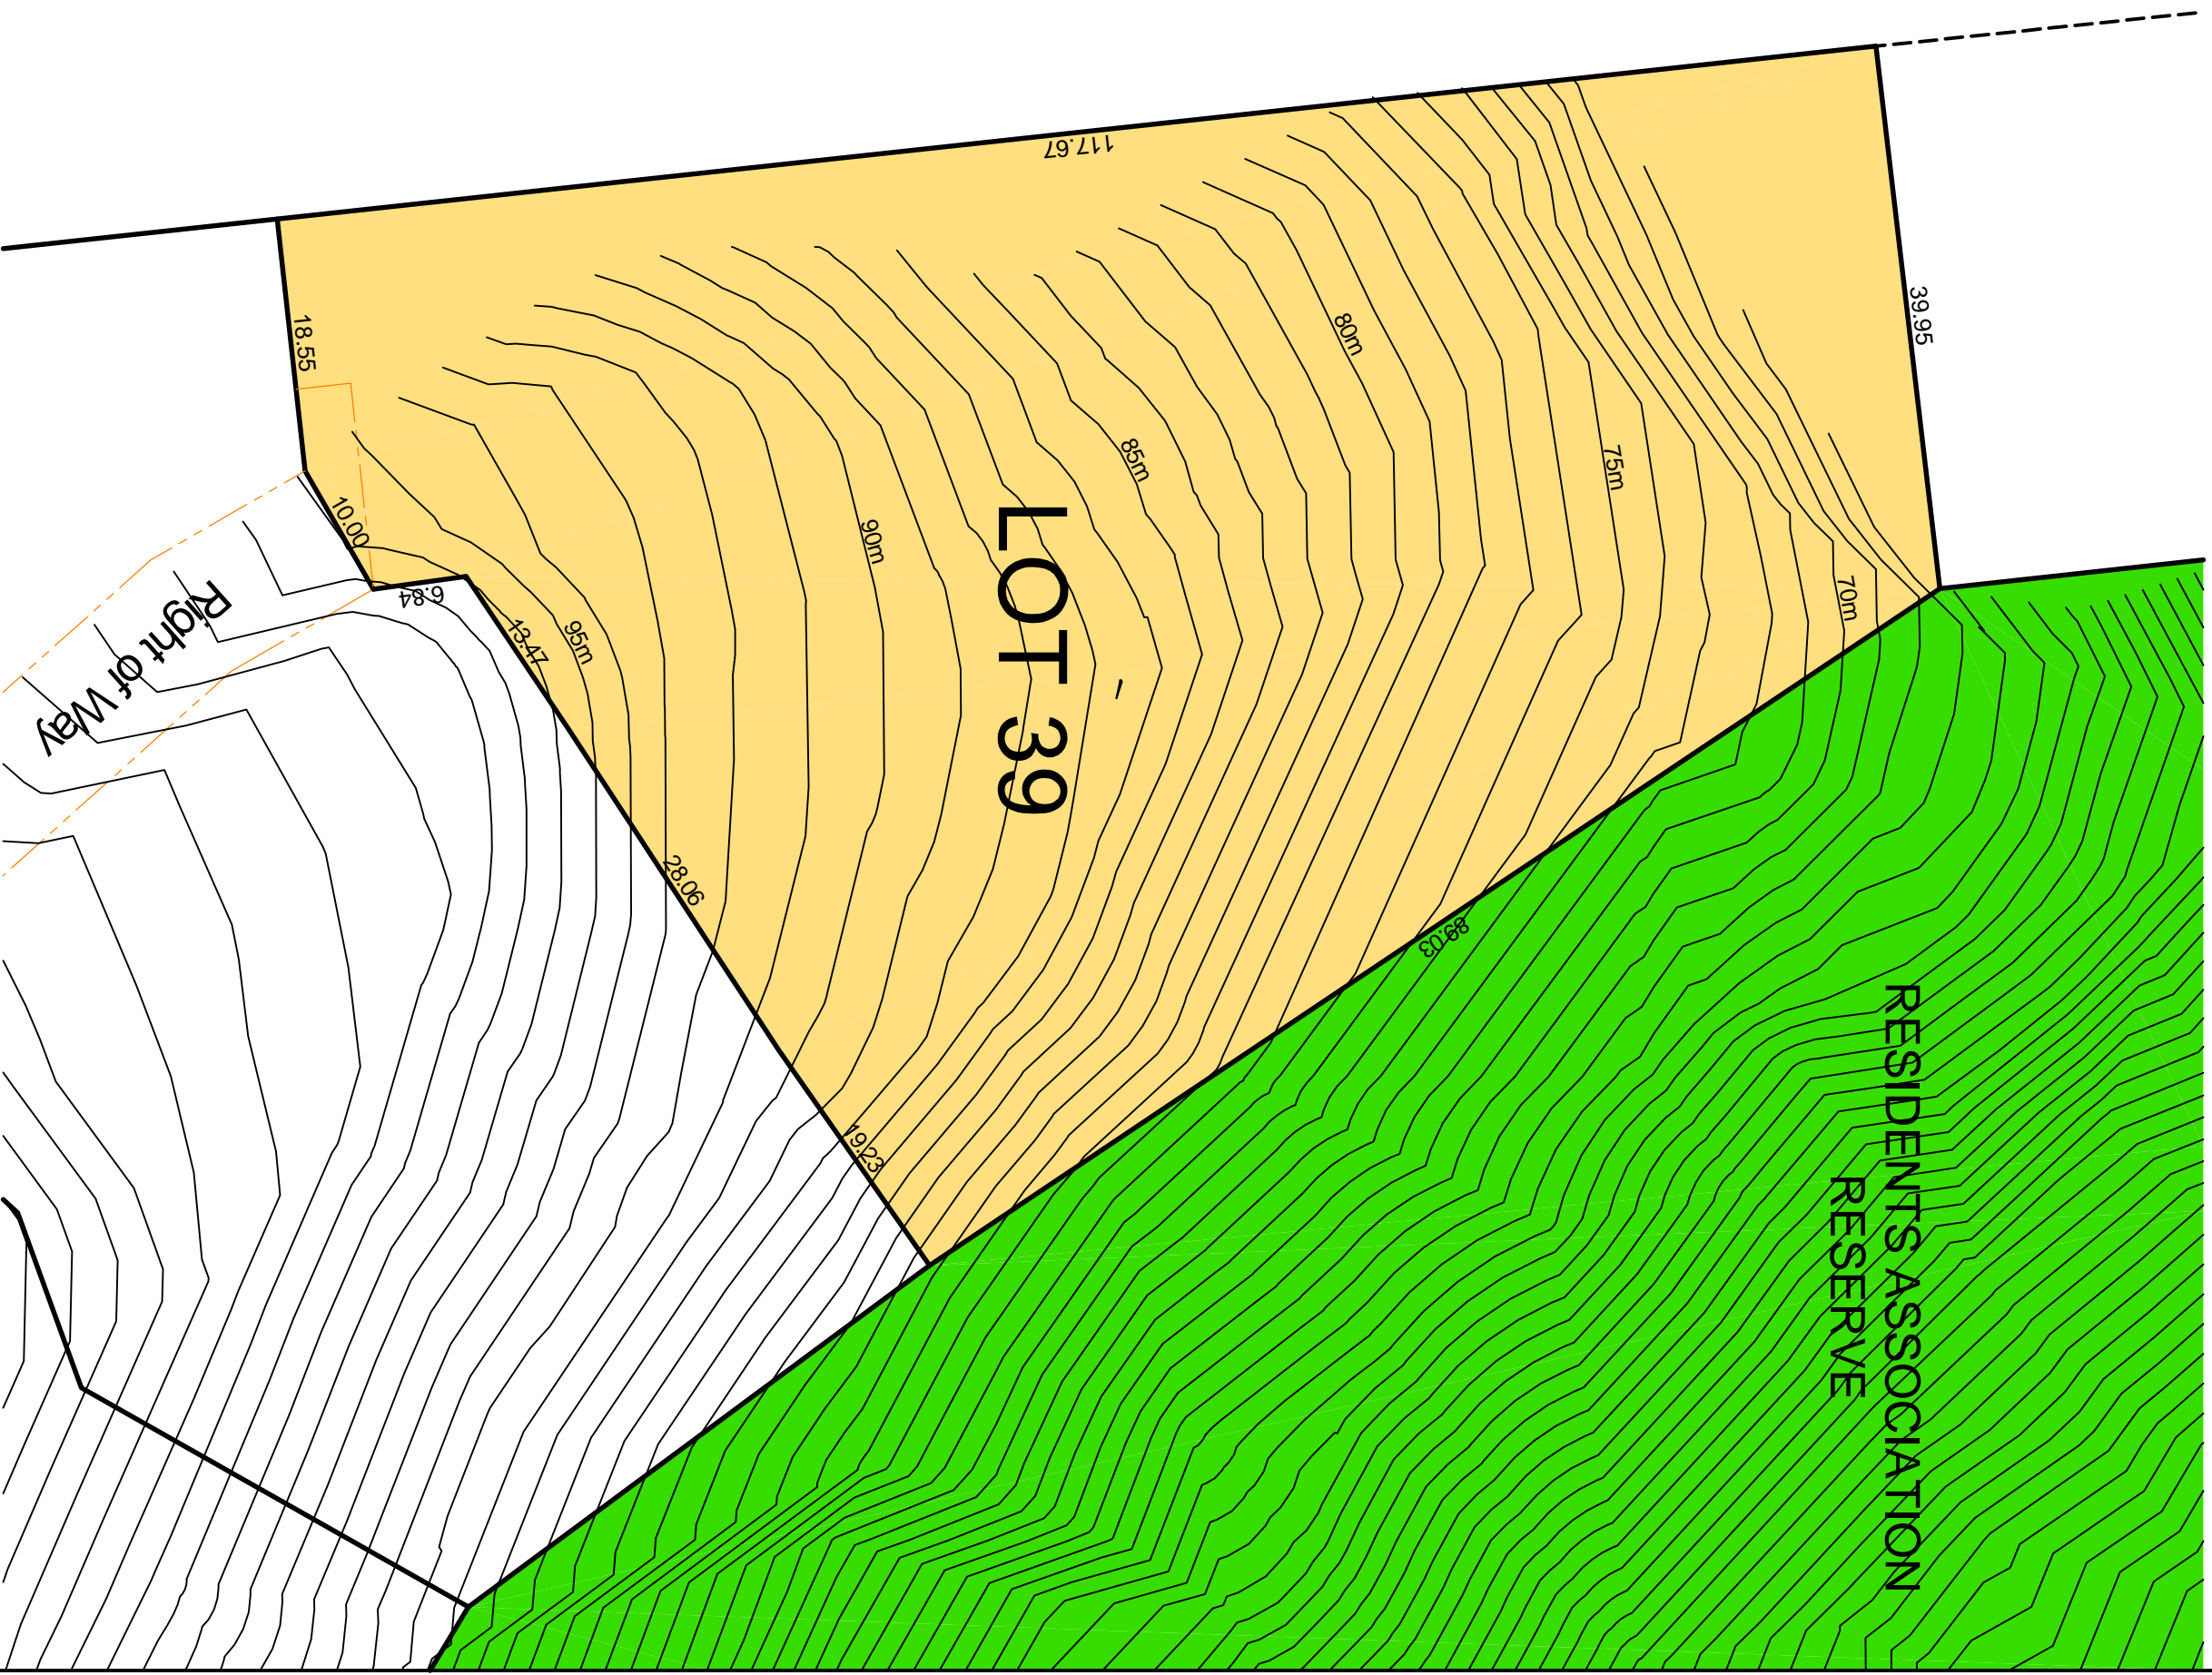 117.67
18.55
39.95
10.00
6.84
13.47
28.06
19.23
89.03
80m
85m
75m
90m
70m
95m
LOT 39
Right of Way
RESIDENTS ASSOCIATION
RESERVE